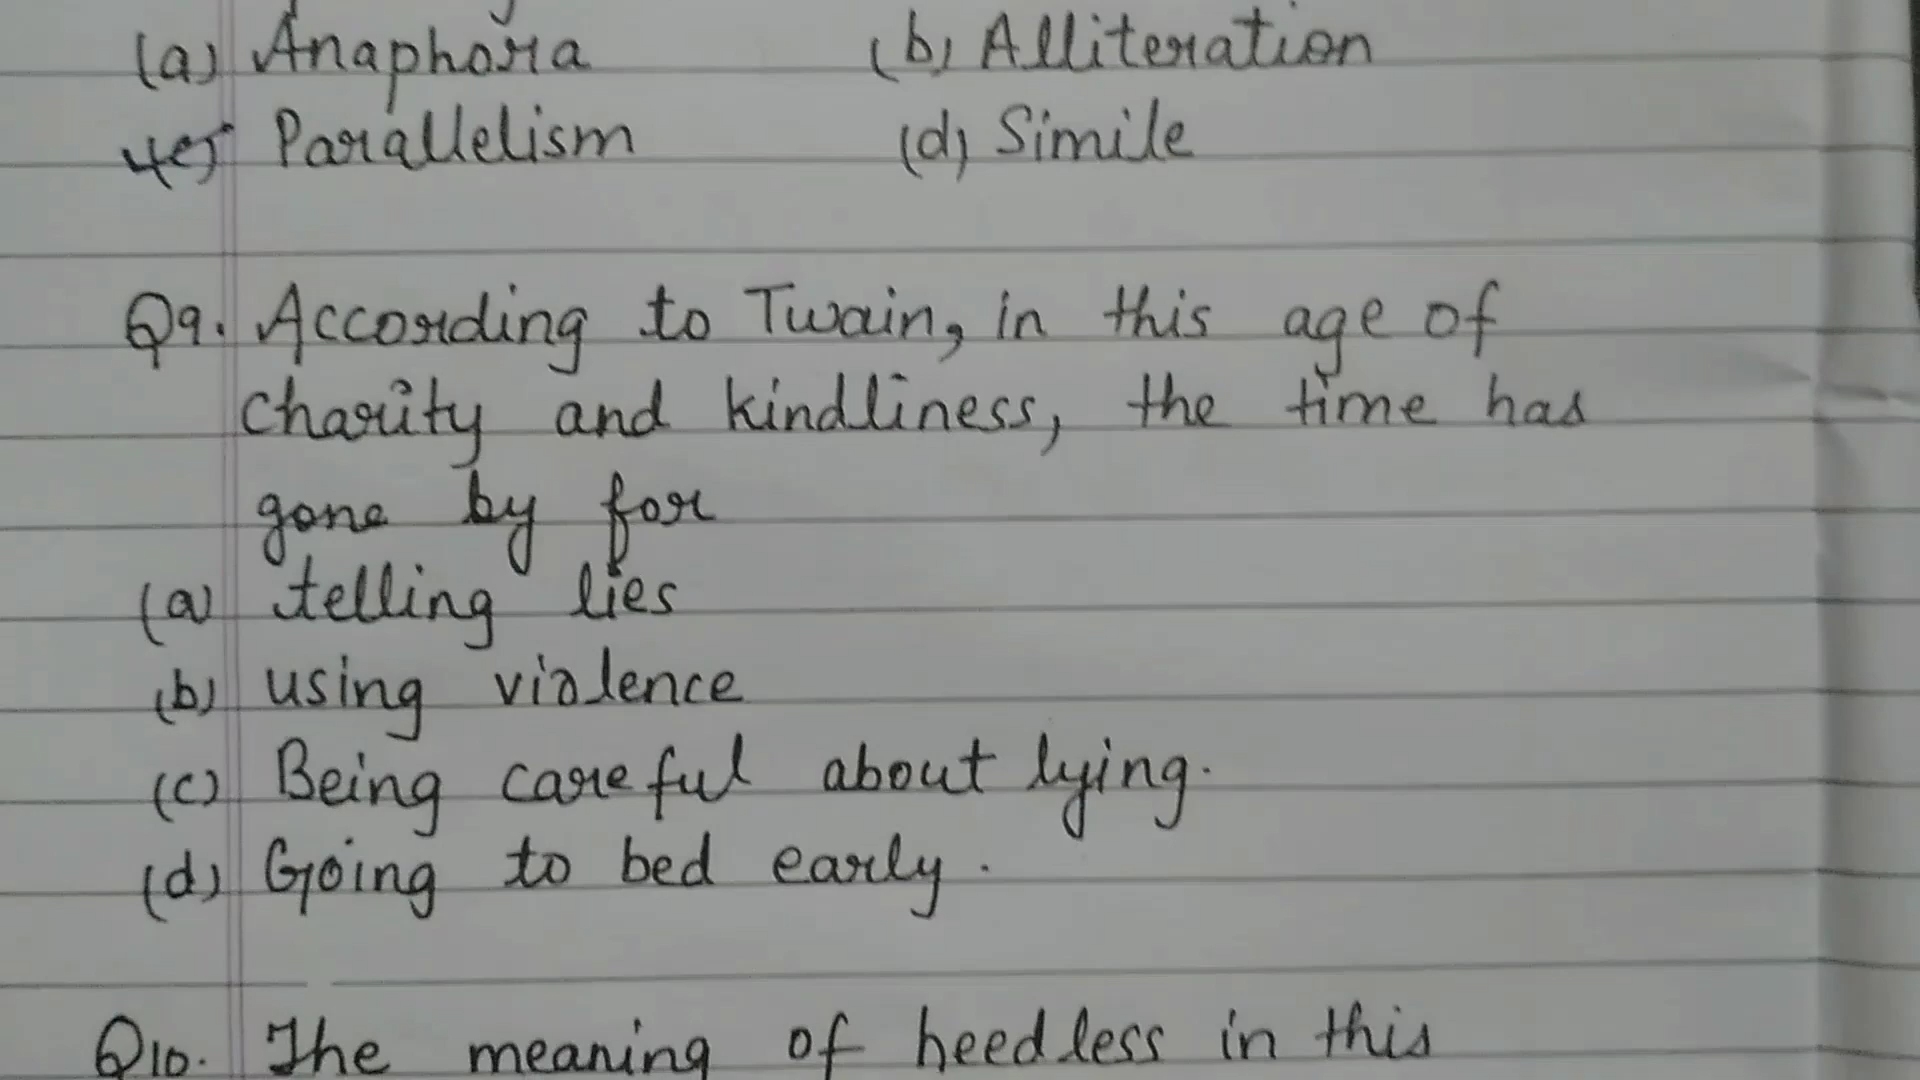 (a) Anaphora (b) Alliteration
(c) Parallelism (d) Simile
Q9. According to Twain, in this age of
charity and kindliness, the time has
gone by for
(a) telling lies
(b) using violence
(c) Being careful about lying.
(d) Going to bed early.
Q10. The meaning of heedless in this